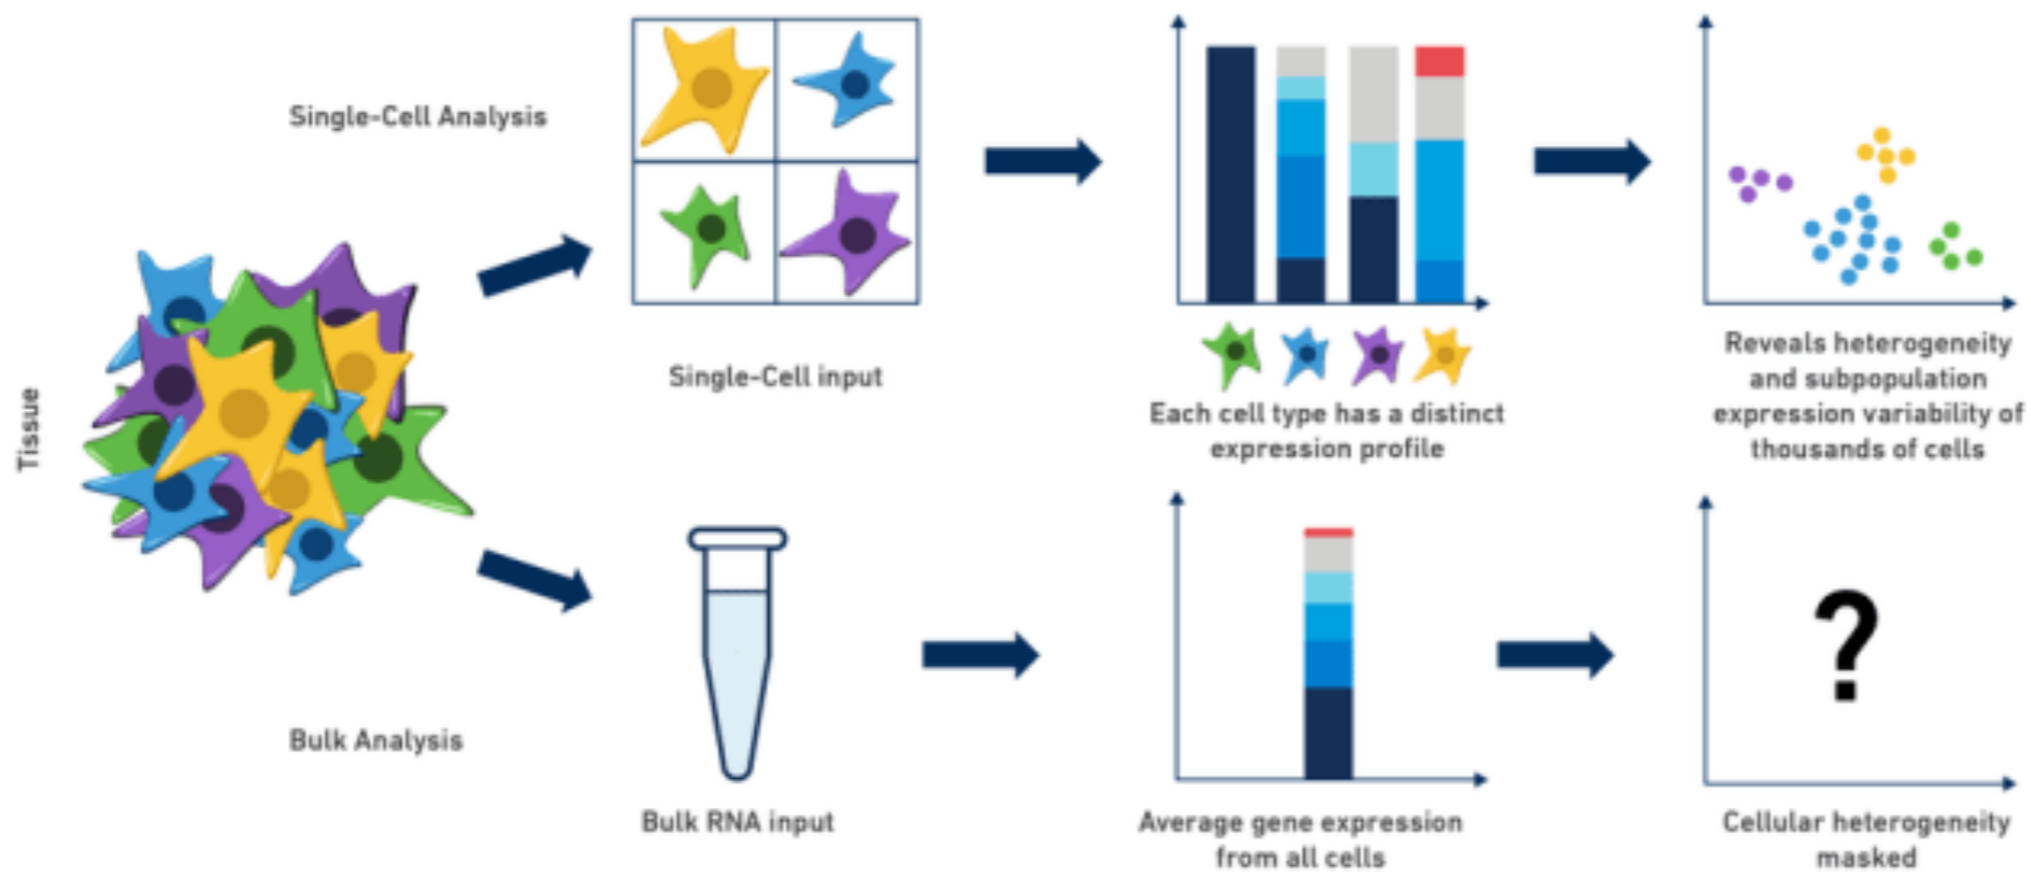 Single-Cell Analysis
Single-Cell input
Each cell type has a distinct
expression profile
Reveals heterogeneity
and subpopulation
expression variability of
thousands of cells
Tissue
Bulk Analysis
Bulk RNA input
Average gene expression
from all cells
?
Cellular heterogeneity
masked